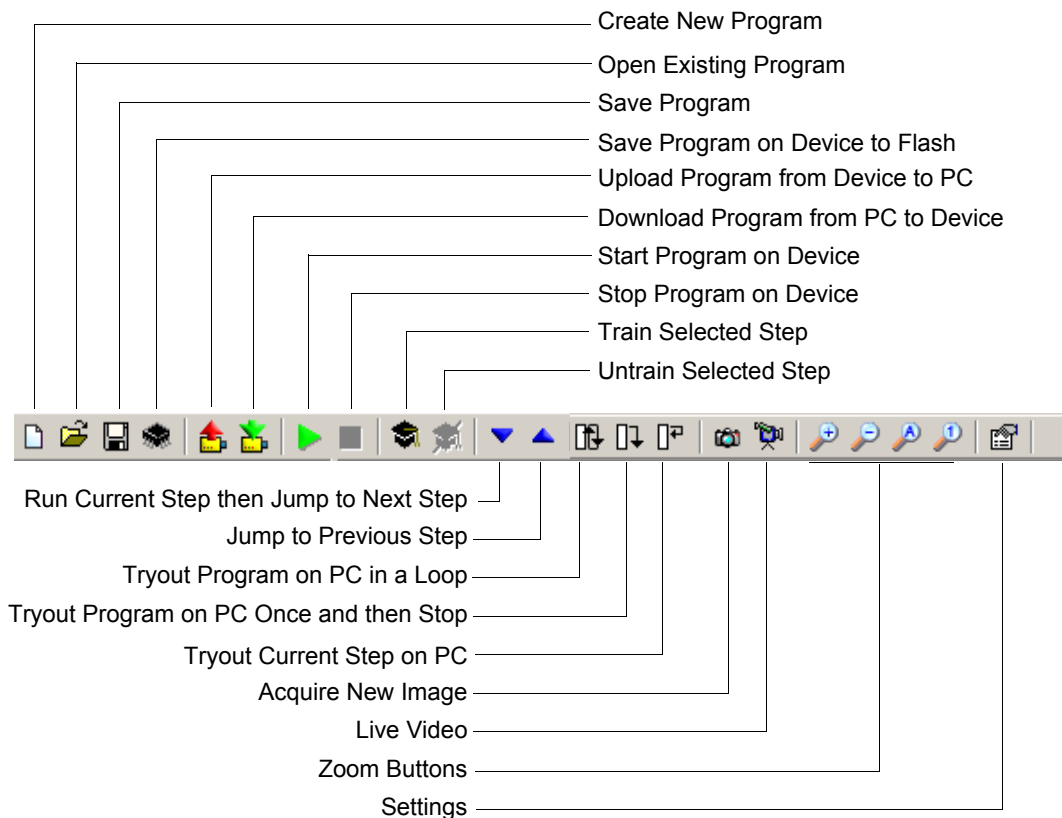 Create New Program
Open Existing Program
Save Program
Save Program on Device to Flash
Upload Program from Device to PC
Download Program from PC to Device
Start Program on Device
Stop Program on Device
Train Selected Step
Untrain Selected Step
A
1
Run Current Step then Jump to Next Step
Jump to Previous Step
Tryout Program on PC in a Loop
Tryout Program on PC Once and then Stop
Tryout Current Step on PC
Acquire New Image
Live Video
Zoom Buttons
Settings